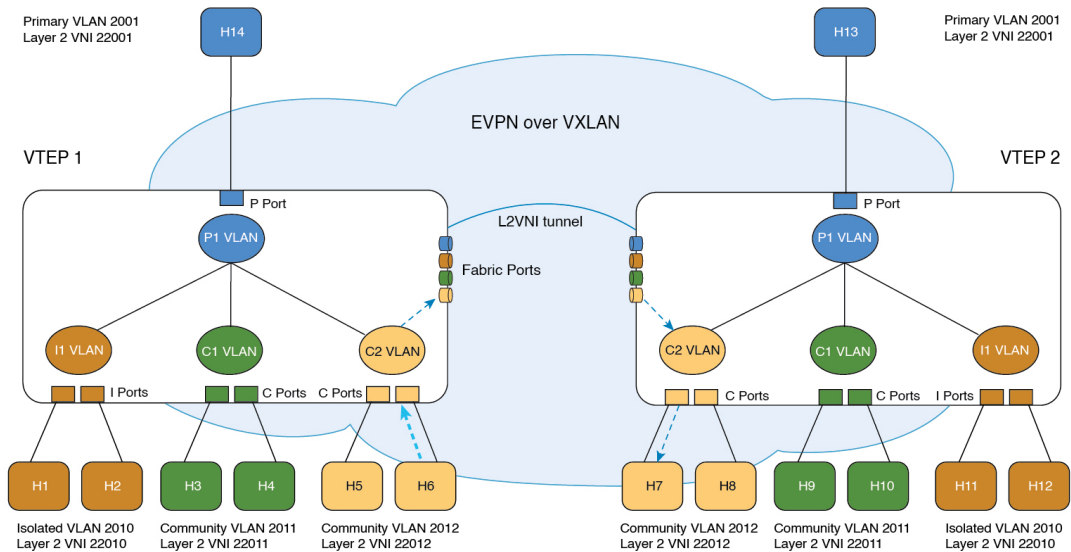 Primary VLAN 2001
Layer 2 VNI 22001
H14
H13
Primary VLAN 2001
Layer 2 VNI 22001
EVPN over VXLAN
VTEP 1
VTEP 2
P Port
P Port
L2VNI tunnel
P1 VLAN
P1 VLAN
Fabric Ports
I1 VLAN
C1 VLAN
C2 VLAN
C2 VLAN
C1 VLAN
I1 VLAN
I Ports
C Ports
C Ports
C Ports
C Ports
I Ports
H1
H2
H3
H4
H5
H6
H7
H8
H9
H10
H11
H12
Isolated VLAN 2010
Layer 2 VNI 22010
Community VLAN 2011
Layer 2 VNI 22011
Community VLAN 2012
Layer 2 VNI 22012
Community VLAN 2012
Layer 2 VNI 22012
Community VLAN 2011
Layer 2 VNI 22011
Isolated VLAN 2010
Layer 2 VNI 22010